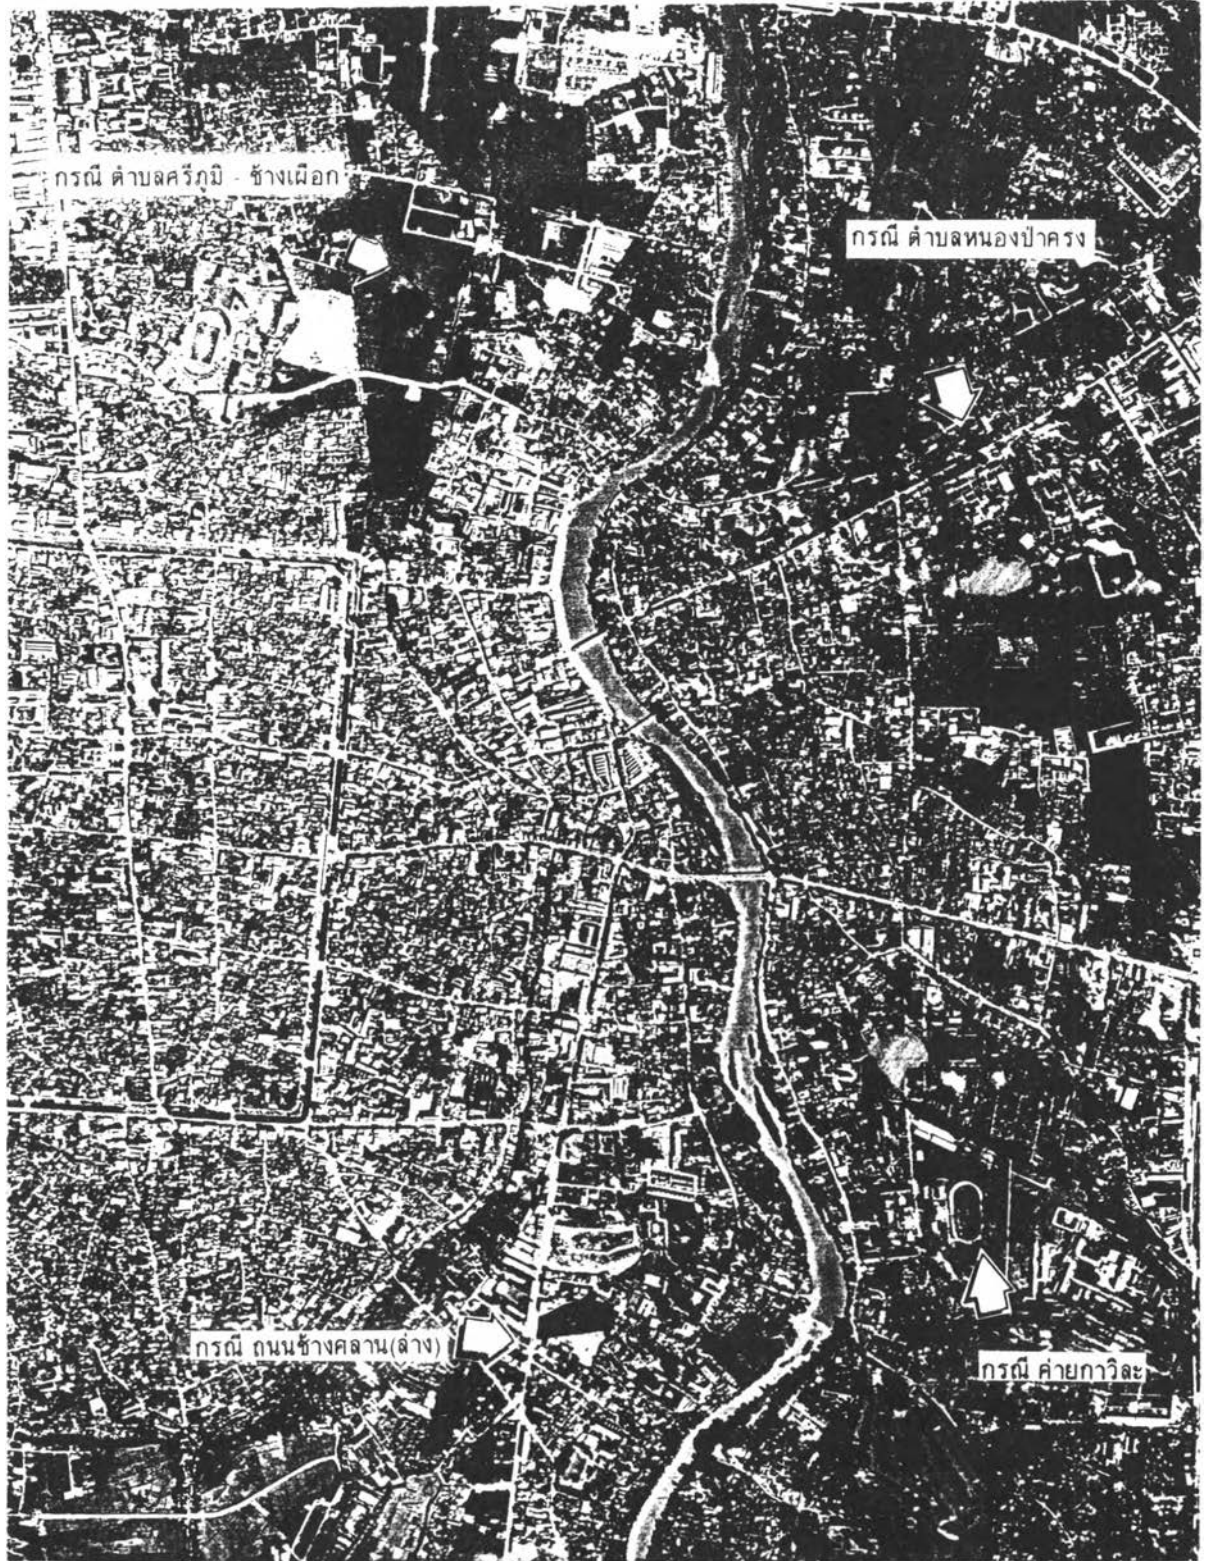 กรณี ตำบลศรีภูมิ - ช้างเผือก
กรณี ตำบลหนองป่าครง
กรณี ถนนช้างคลาน(ล่าง)
กรณี ค่ายกาวิละ